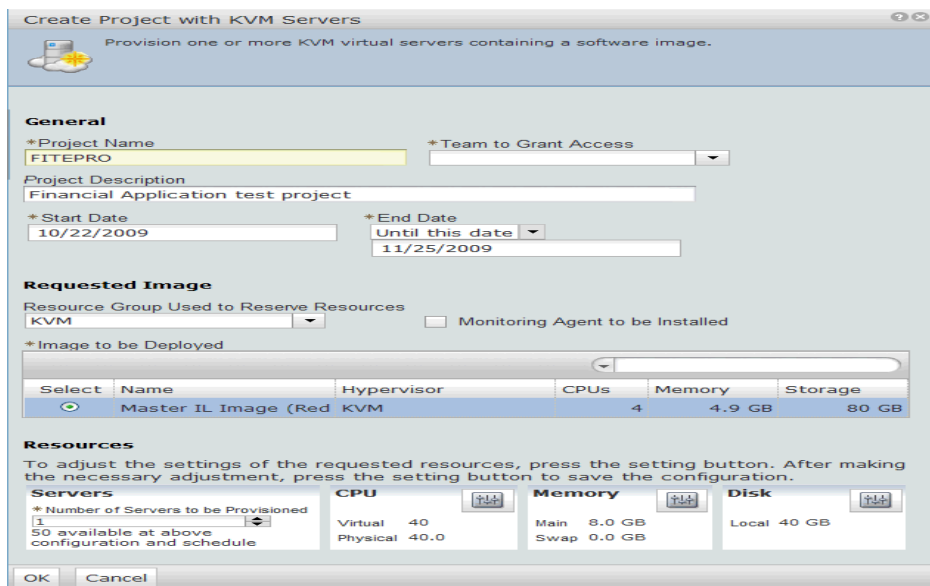 Create Project with KVM Servers
Provision one or more KVM virtual servers containing a software image.
General
*Project Name
*Team to Grant Access
FITEPRO
Project Description
Financial Application test project
*Start Date
*End Date
10/22/2009
Until this date
11/25/2009
Requested Image
Resource Group Used to Reserve Resources
KVM
Monitoring Agent to be Installed
*Image to be Deployed
Select Name Hypervisor CPUs Memory Storage
Master IL Image (Red KVM 4 4.9 GB 80 GB
Resources
To adjust the settings of the requested resources, press the setting button. After making
the necessary adjustment, press the setting button to save the configuration.
Servers
*Number of Servers to be Provisioned
1
50 available at above
configuration and schedule
CPU
Virtual 40
Physical 40.0
Memory
Main 8.0 GB
Swap 0.0 GB
Disk
Local 40 GB
OK Cancel